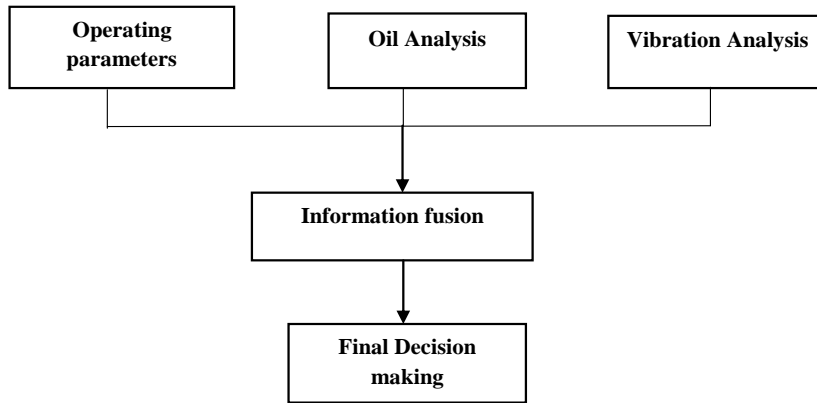 Operating
parameters
Oil Analysis
Vibration Analysis
Information fusion
Final Decision
making